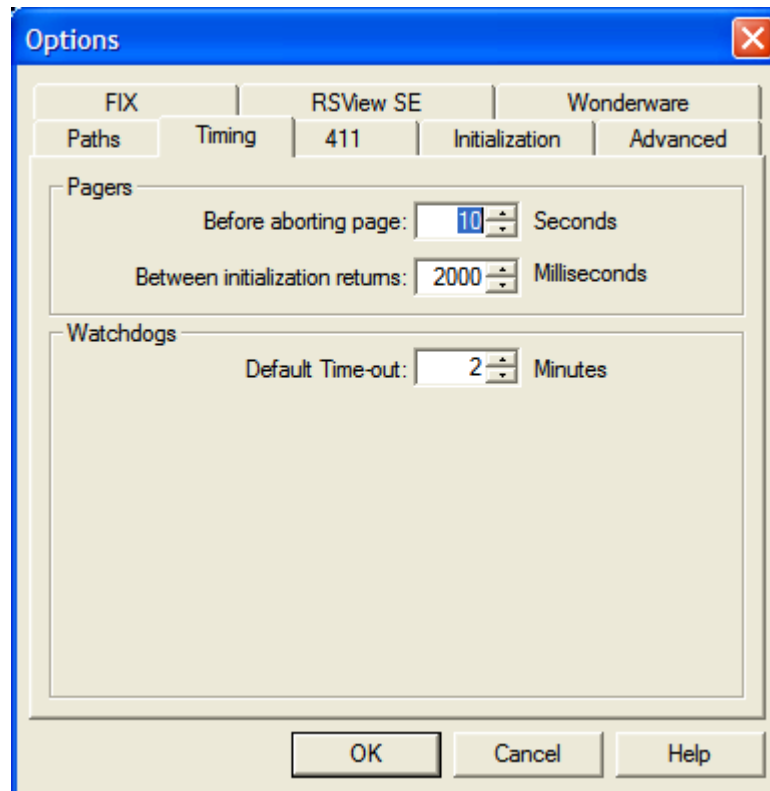 Options
FIX RSView SE Wonderware
Paths Timing 411 Initialization Advanced
Pagers
Before aborting page: 10 Seconds
Between initialization returns: 2000 Milliseconds
Watchdogs
Default Time-out: 2 Minutes
OK Cancel Help